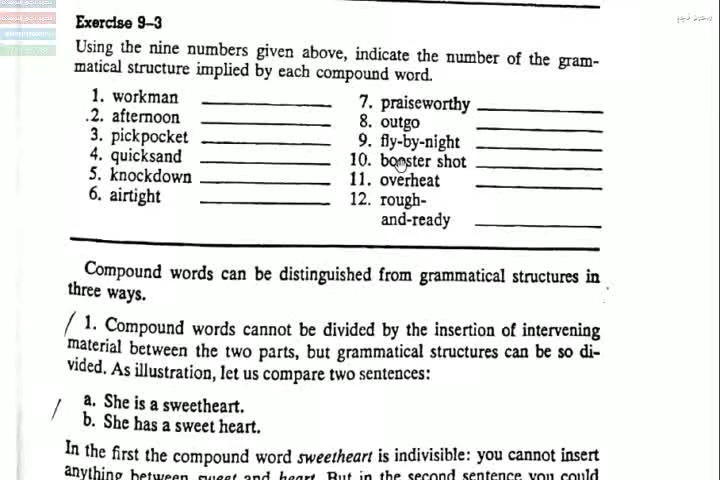 Exercise 9–3
Using the nine numbers given above, indicate the number of the gram-
matical structure implied by each compound word.
1. workman
2. afternoon
3. pickpocket
4. quicksand
5. knockdown
6. airtight
7. praiseworthy
8. outgo
9. fly-by-night
10. booster shot
11. overheat
12. rough-
and-ready
Compound words can be distinguished from grammatical structures in
three ways.
1. Compound words cannot be divided by the insertion of intervening
material between the two parts, but grammatical structures can be so di-
vided. As illustration, let us compare two sentences:
a. She is a sweetheart.
b. She has a sweet heart.
In the first the compound word sweetheart is indivisible: you cannot insert
anything between sweet and heart. But in the second sentence you could